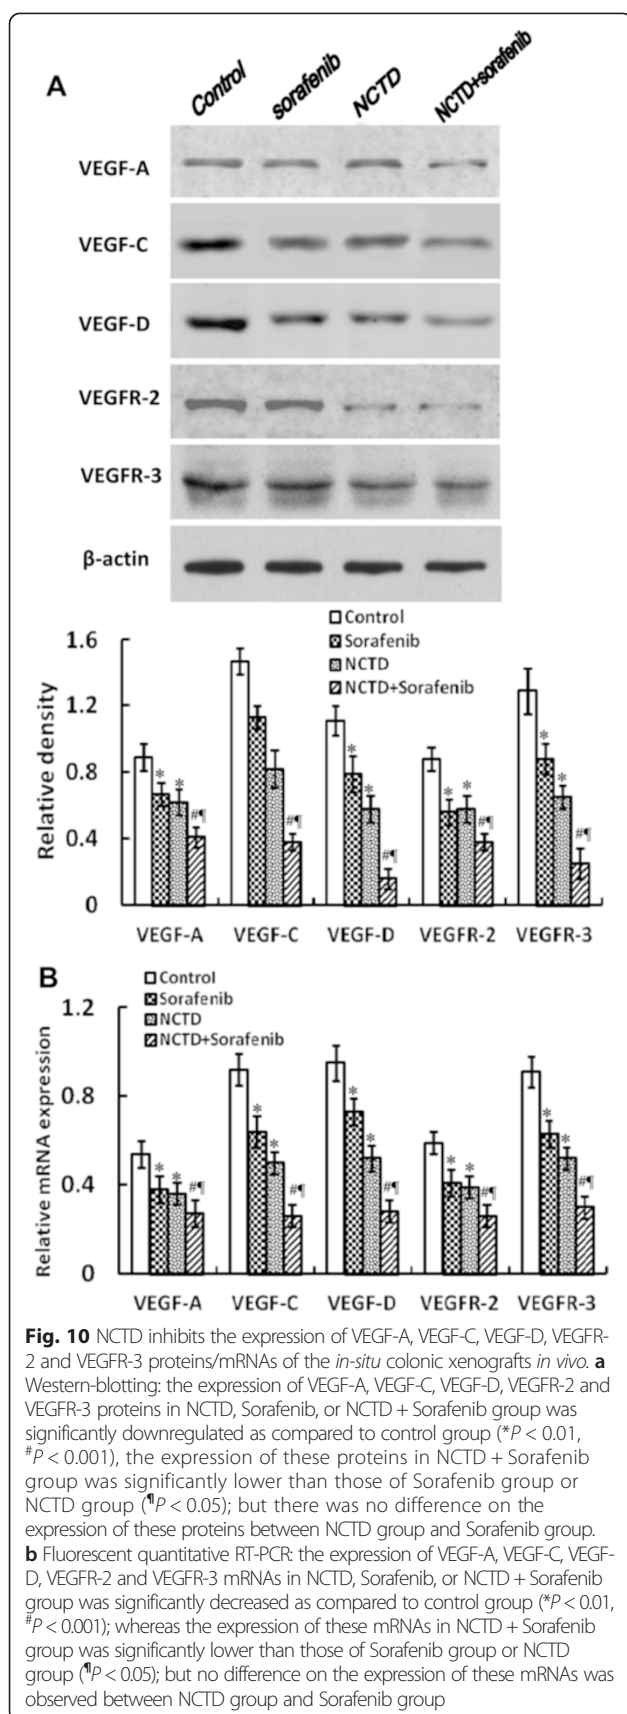 A
Control sorafenib NCTD NCTD+sorafenib
VEGF-A
VEGF-C
VEGF-D
VEGFR-2
VEGFR-3
β-actin
Control
Sorafenib
NCTD
NCTD+Sorafenib
Relative density
1.6
1.2
0.8
0.4
0
* * #¶
#¶
* * #¶
* * #¶
* * #¶
VEGF-A VEGF-C VEGF-D VEGFR-2 VEGFR-3
B
Control
Sorafenib
NCTD
NCTD+Sorafenib
Relative mRNA expression
1.2
0.8
0.4
0
* * #¶
* * #¶
* * #¶
* * #¶
* * #¶
VEGF-A VEGF-C VEGF-D VEGFR-2 VEGFR-3
Fig. 10 NCTD inhibits the expression of VEGF-A, VEGF-C, VEGF-D, VEGFR-
2 and VEGFR-3 proteins/mRNAs of the in-situ colonic xenografts in vivo. a
Western-blotting: the expression of VEGF-A, VEGF-C, VEGF-D, VEGFR-2 and
VEGFR-3 proteins in NCTD, Sorafenib, or NCTD + Sorafenib group was
significantly downregulated as compared to control group (*P < 0.01,
#P < 0.001), the expression of these proteins in NCTD + Sorafenib
group was significantly lower than those of Sorafenib group or
NCTD group (¶P < 0.05); but there was no difference on the
expression of these proteins between NCTD group and Sorafenib group.
b Fluorescent quantitative RT-PCR: the expression of VEGF-A, VEGF-C, VEGF-
D, VEGFR-2 and VEGFR-3 mRNAs in NCTD, Sorafenib, or NCTD + Sorafenib
group was significantly decreased as compared to control group (*P < 0.01,
#P < 0.001); whereas the expression of these mRNAs in NCTD + Sorafenib
group was significantly lower than those of Sorafenib group or NCTD
group (¶P < 0.05); but no difference on the expression of these mRNAs was
observed between NCTD group and Sorafenib group